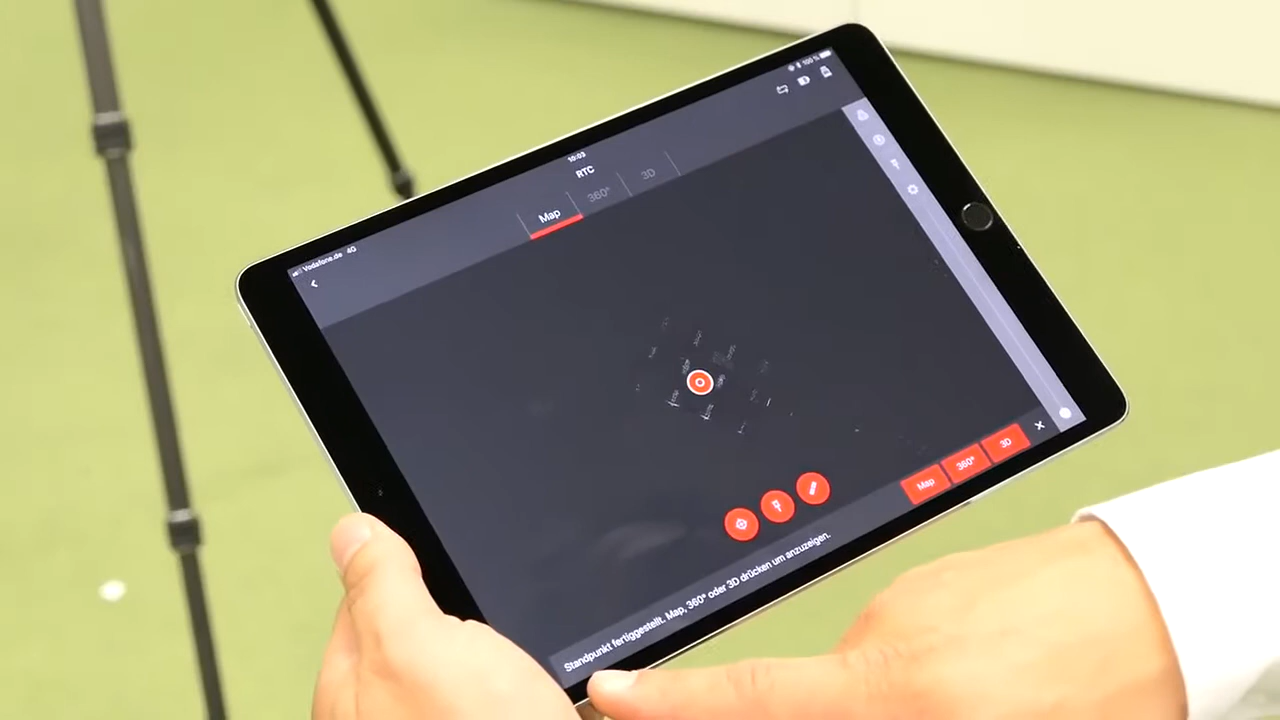 Vodafone.de 4G
10:03
100 %
RTC
Map
360°
3D
Map
360°
3D
Standpunkt fertiggestellt. Map, 360° oder 3D drücken um anzuzeigen.